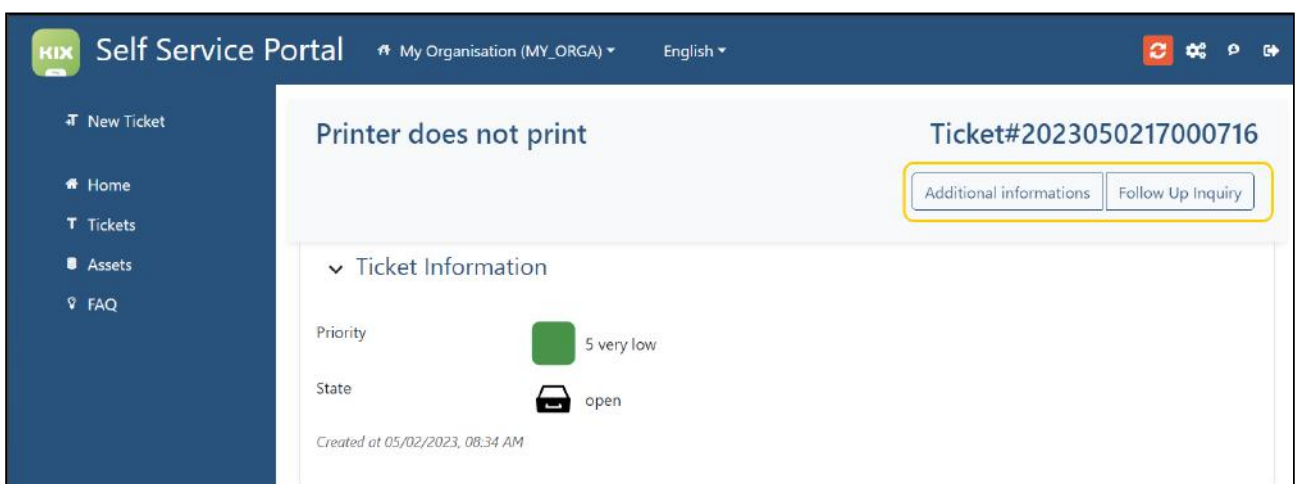 KIX Self Service Portal My Organisation (MY_ORGA) English
New Ticket
Home
Tickets
Assets
FAQ
Printer does not print Ticket#2023050217000716
Additional informations Follow Up Inquiry
Ticket Information
Priority 5 very low
State open
Created at 05/02/2023, 08:34 AM